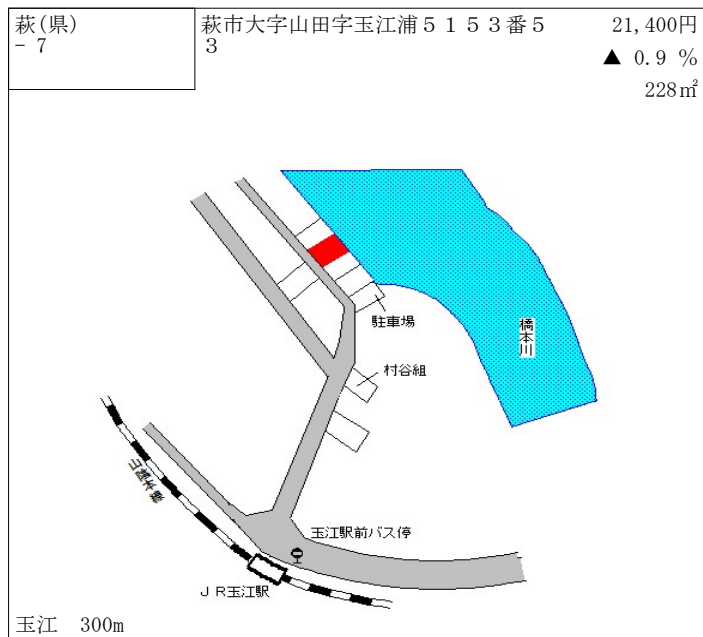 萩(県)
- 7
萩市大字山田字玉江浦５１５３番５
３
21,400円
▲ 0.9 %
228㎡
駐車場
橋本川
村谷組
山陰本線
玉江駅前バス停
ＪＲ玉江駅
玉江　300m